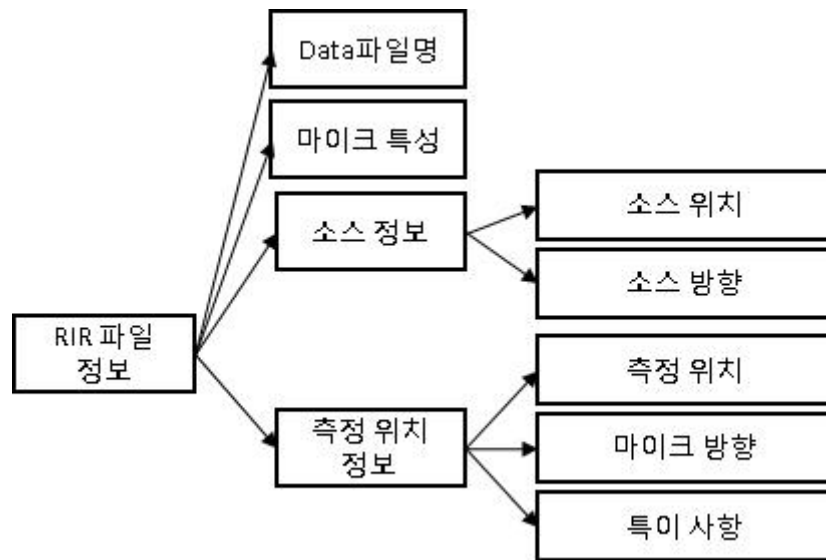 Data파일명
마이크 특성
소스 정보
소스 위치
소스 방향
RIR 파일
정보
측정 위치
정보
측정 위치
마이크 방향
특이 사항